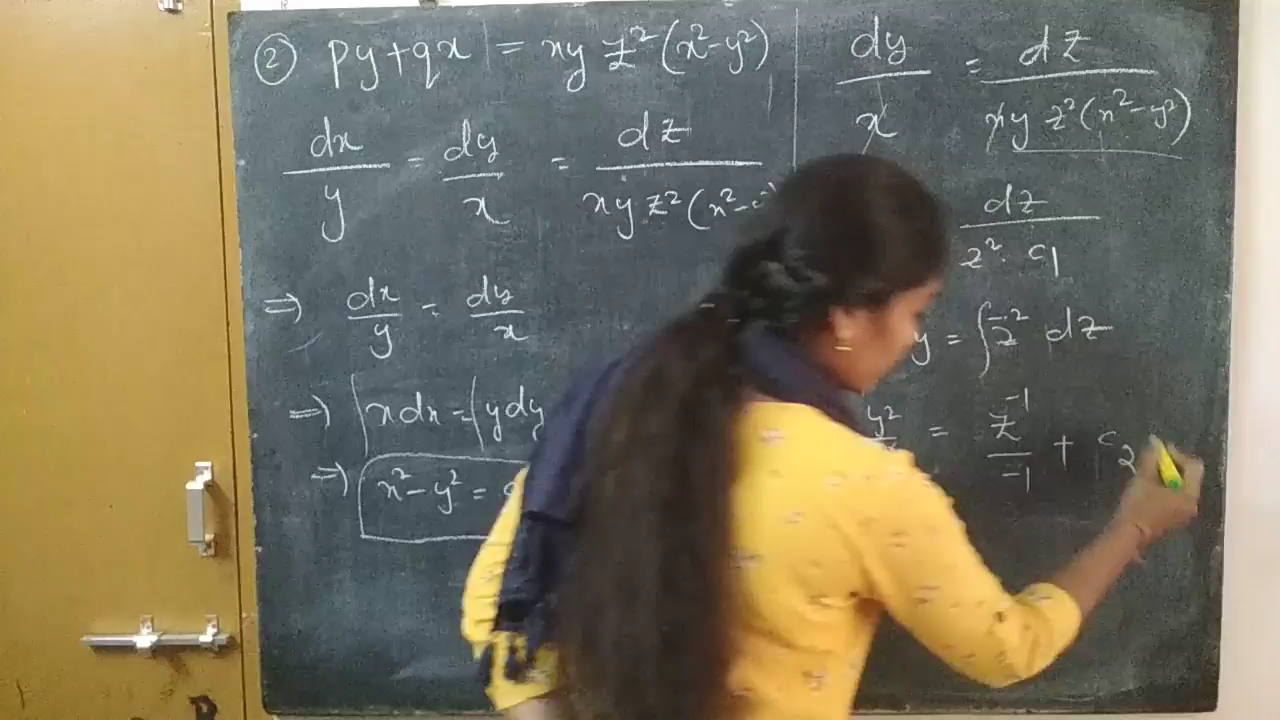 ② py+qx = xy z² (x²-y²)
dx/y = dy/x = dz/xy z² (x²-
⇒ dx/y = dy/x
⇒ ∫x dx = ∫y dy
⇒ x²-y² = c
dy/x = dz/xy z² (x²-y²)
dz/z². c₁
y = ∫z⁻² dz
y² = z⁻¹/-1 + c₂